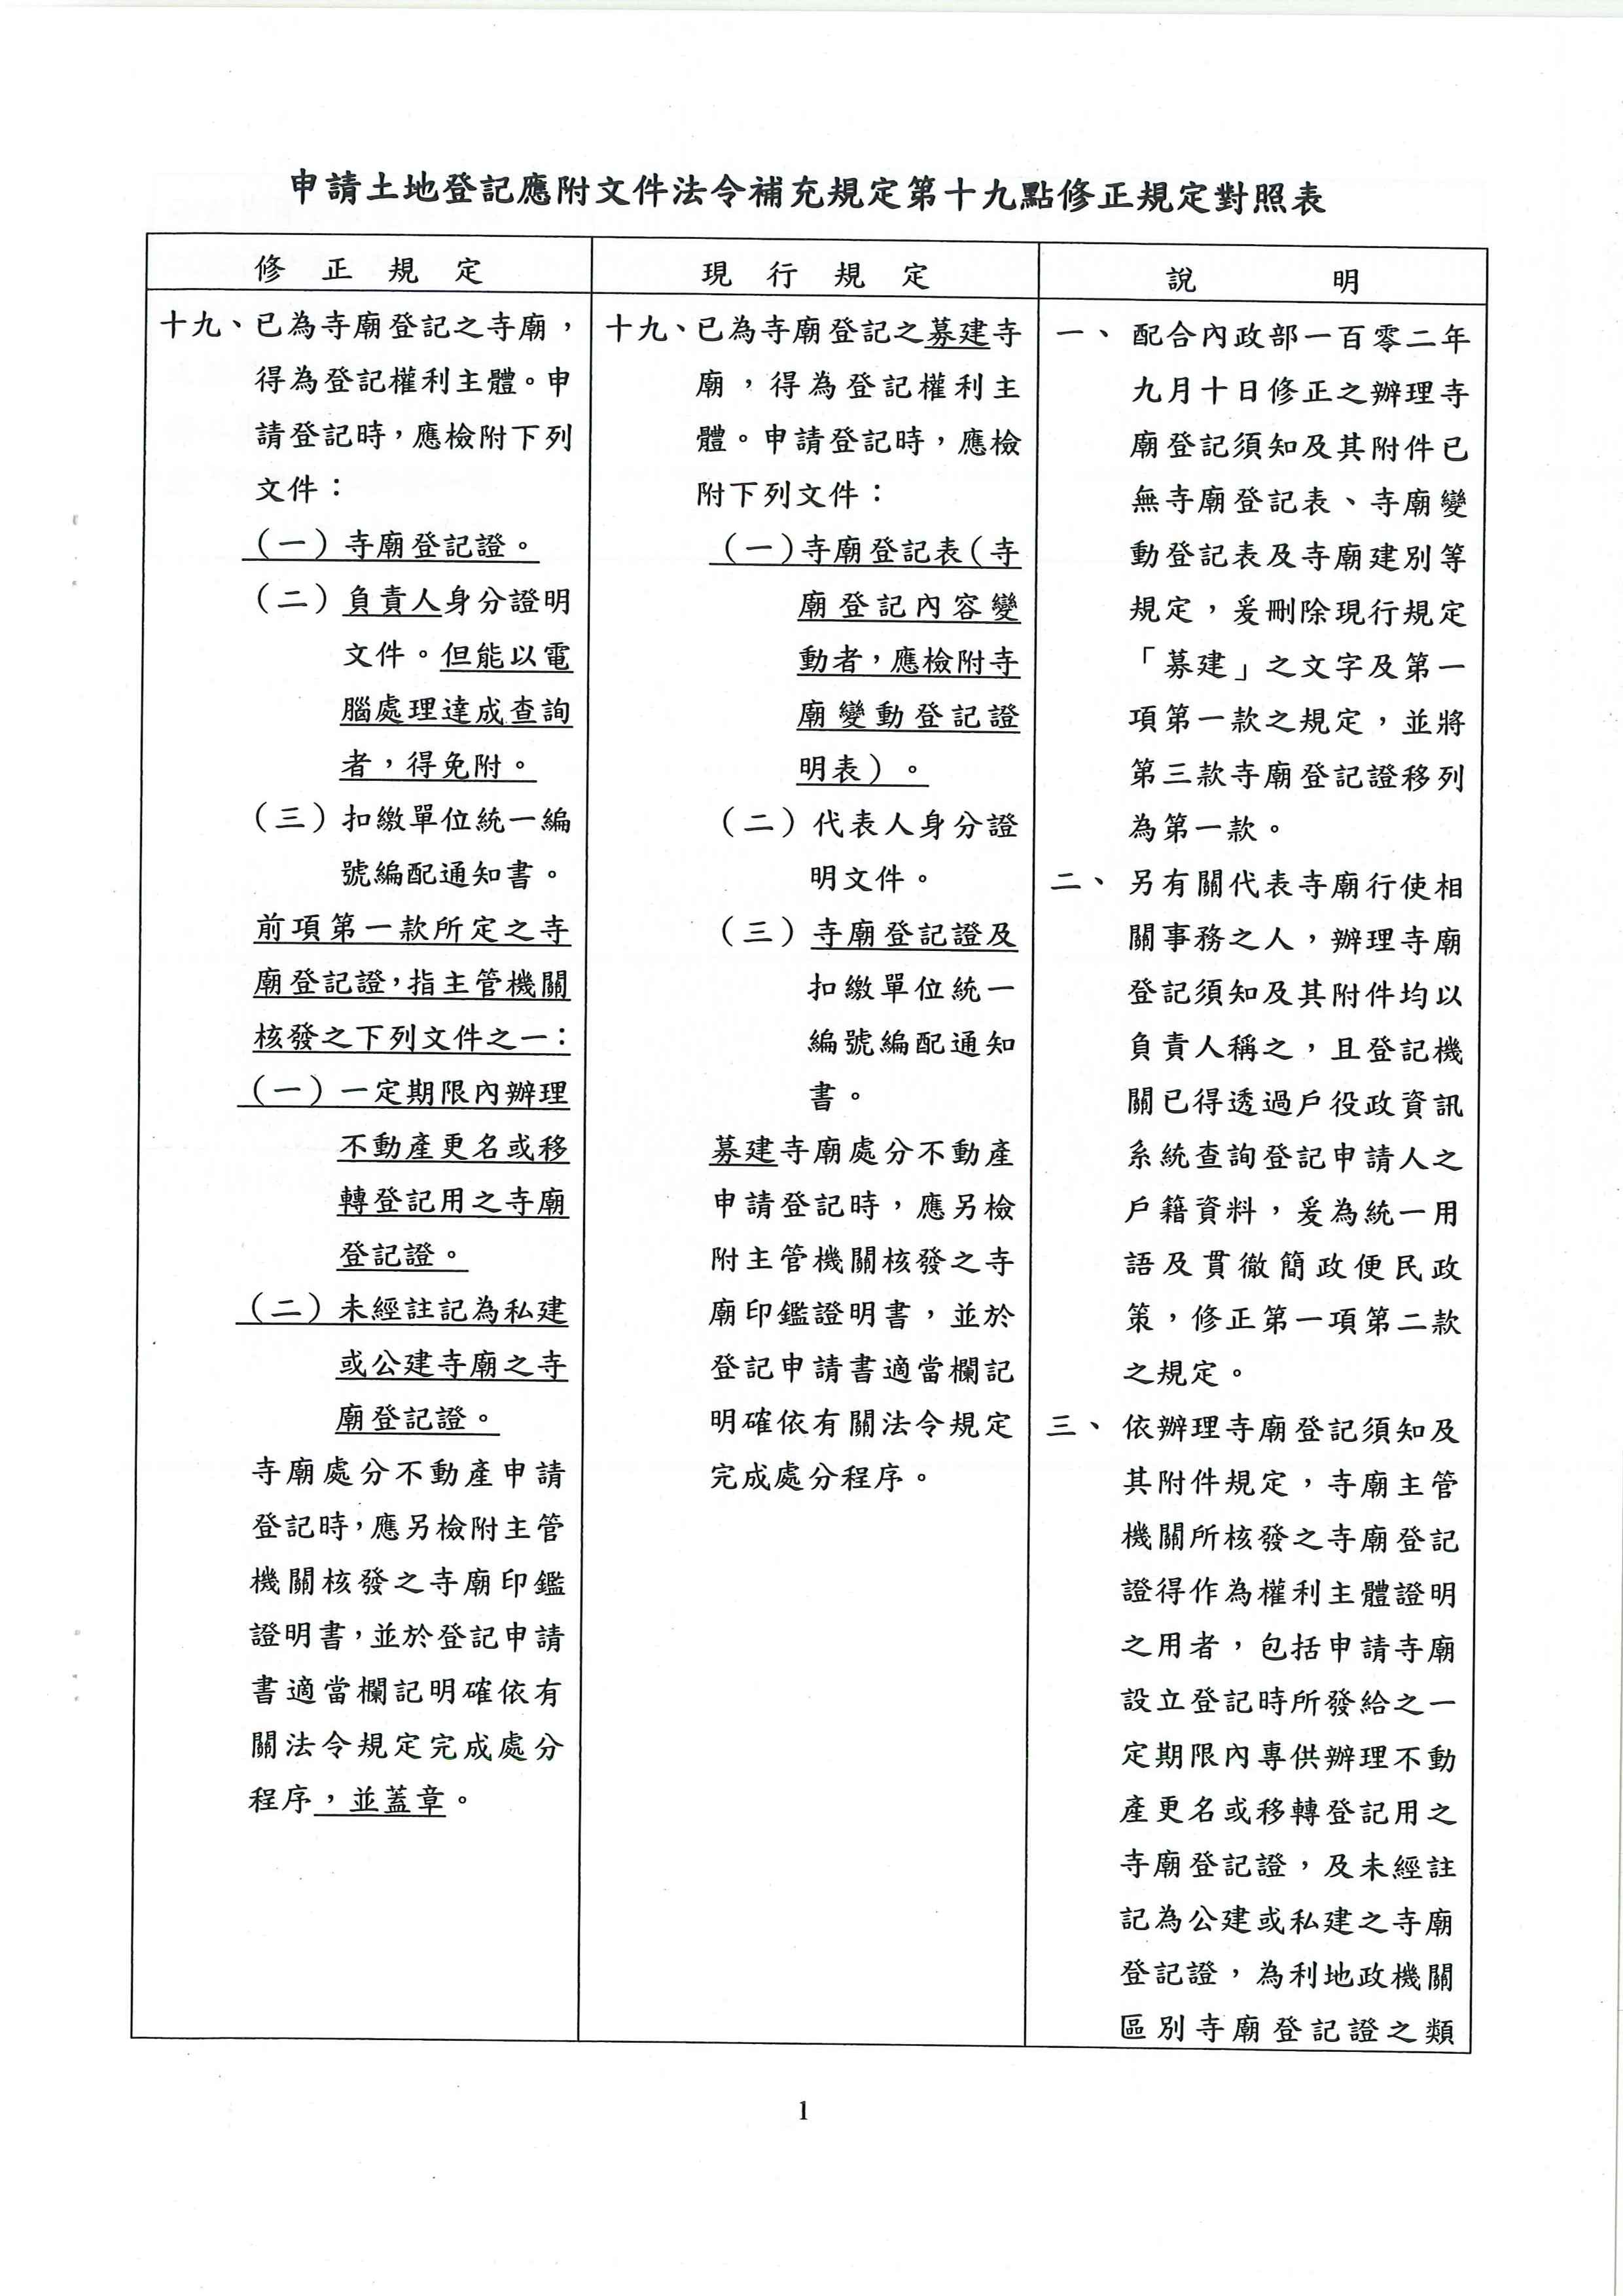 申請土地登記應附文件法令補充規定第十九點修正規定對照表
修正規定
十九、已為寺廟登記之寺廟，
得為登記權利主體。申
請登記時，應檢附下列
文件：
（一）寺廟登記證。
（二）負責人身分證明
文件。但能以電
腦處理達成查詢
者，得免附。
（三）扣繳單位統一編
號編配通知書。
前項第一款所定之寺
廟登記證，指主管機關
核發之下列文件之一：
（一）一定期限內辦理
不動產更名或移
轉登記用之寺廟
登記證。
（二）未經註記為私建
或公建寺廟之寺
廟登記證。
寺廟處分不動產申請
登記時，應另檢附主管
機關核發之寺廟印鑑
證明書，並於登記申請
書適當欄記明確依有
關法令規定完成處分
程序，並蓋章。
現行規定
十九、已為寺廟登記之募建寺
廟，得為登記權利主
體。申請登記時，應檢
附下列文件：
（一）寺廟登記表（寺
廟登記內容變
動者，應檢附寺
廟變動登記證
明表）。
（二）代表人身分證
明文件。
（三）寺廟登記證及
扣繳單位統一
編號編配通知
書。
募建寺廟處分不動產
申請登記時，應另檢
附主管機關核發之寺
廟印鑑證明書，並於
登記申請書適當欄記
明確依有關法令規定
完成處分程序。
說明
一、配合內政部一百零二年
九月十日修正之辦理寺
廟登記須知及其附件已
無寺廟登記表、寺廟變
動登記表及寺廟建別等
規定，爰刪除現行規定
「募建」之文字及第一
項第一款之規定，並將
第三款寺廟登記證移列
為第一款。
二、另有關代表寺廟行使相
關事務之人，辦理寺廟
登記須知及其附件均以
負責人稱之，且登記機
關已得透過戶役政資訊
系統查詢登記申請人之
戶籍資料，爰為統一用
語及貫徹簡政便民政
策，修正第一項第二款
之規定。
三、依辦理寺廟登記須知及
其附件規定，寺廟主管
機關所核發之寺廟登記
證得作為權利主體證明
之用者，包括申請寺廟
設立登記時所發給之一
定期限內專供辦理不動
產更名或移轉登記用之
寺廟登記證，及未經註
記為公建或私建之寺廟
登記證，為利地政機關
區別寺廟登記證之類
1